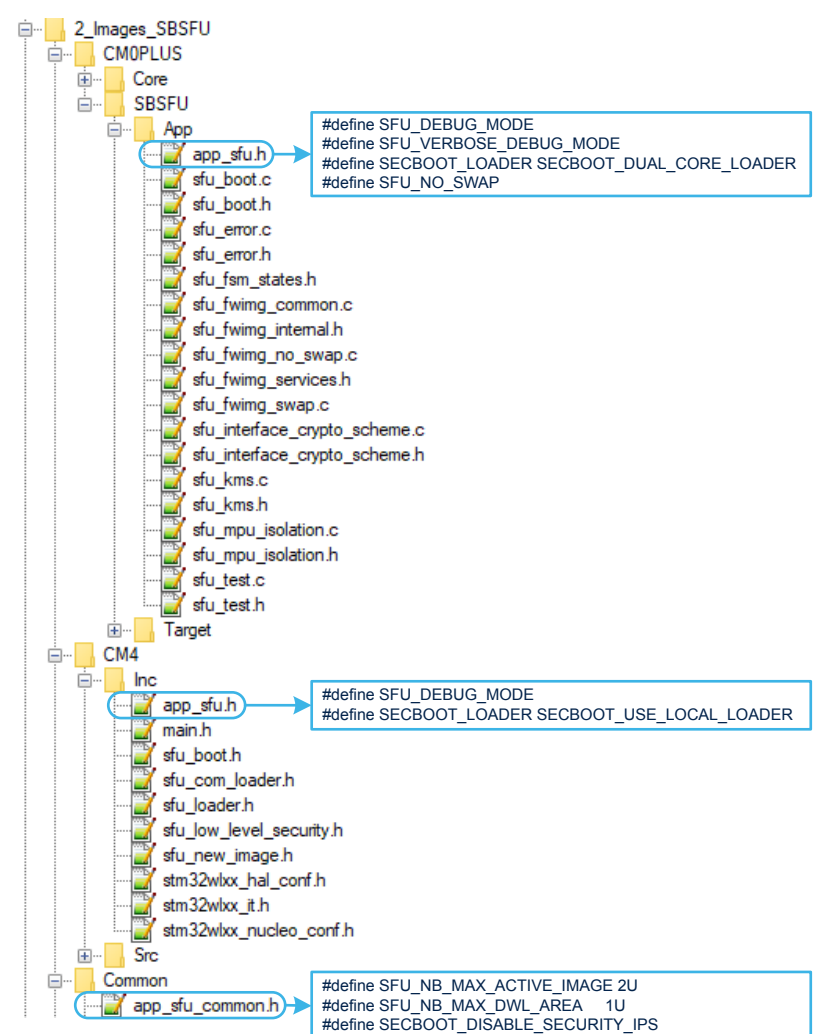 2_Images_SBSFU
CM0PLUS
Core
SBSFU
App
app_sfu.h
#define SFU_DEBUG_MODE
#define SFU_VERBOSE_DEBUG_MODE
#define SECBOOT_LOADER SECBOOT_DUAL_CORE_LOADER
#define SFU_NO_SWAP
sfu_boot.c
sfu_boot.h
sfu_error.c
sfu_error.h
sfu_fsm_states.h
sfu_fwimg_common.c
sfu_fwimg_internal.h
sfu_fwimg_no_swap.c
sfu_fwimg_services.h
sfu_fwimg_swap.c
sfu_interface_crypto_scheme.c
sfu_interface_crypto_scheme.h
sfu_kms.c
sfu_kms.h
sfu_mpu_isolation.c
sfu_mpu_isolation.h
sfu_test.c
sfu_test.h
Target
CM4
Inc
app_sfu.h
#define SFU_DEBUG_MODE
#define SECBOOT_LOADER SECBOOT_USE_LOCAL_LOADER
main.h
sfu_boot.h
sfu_com_loader.h
sfu_loader.h
sfu_low_level_security.h
sfu_new_image.h
stm32wlxx_hal_conf.h
stm32wlxx_it.h
stm32wlxx_nucleo_conf.h
Src
Common
app_sfu_common.h
#define SFU_NB_MAX_ACTIVE_IMAGE 2U
#define SFU_NB_MAX_DWL_AREA 1U
#define SECBOOT_DISABLE_SECURITY_IPS